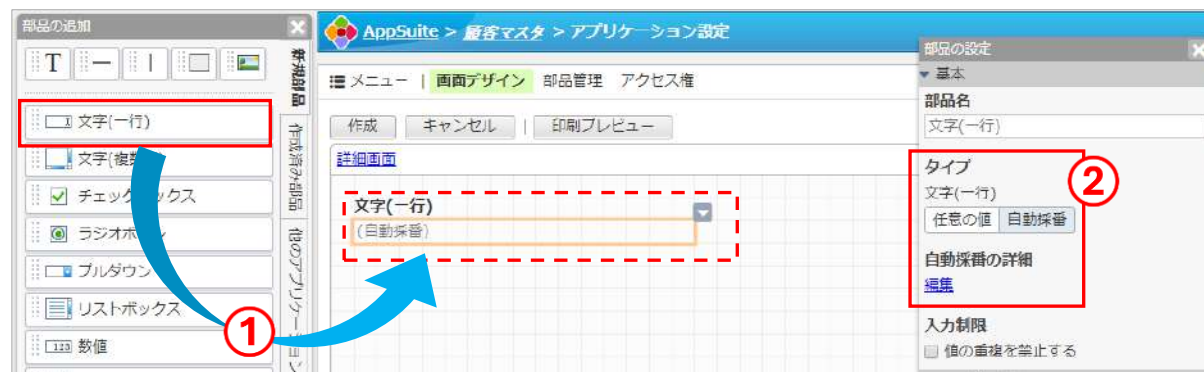 部品の追加
T
新規部品
作成済み部品
他のアプリケーション
文字(一行)
文字(複数
チェックボックス
ラジオボタン
プルダウン
リストボックス
123 数値
①
AppSuite > 顧客マスタ > アプリケーション設定
メニュー | 画面デザイン 部品管理 アクセス権
作成 キャンセル | 印刷プレビュー
詳細画面
文字(一行)
(自動採番)
部品の設定
基本
部品名
文字(一行)
タイプ
②
文字(一行)
任意の値 自動採番
自動採番の詳細
編集
入力制限
値の重複を禁止する